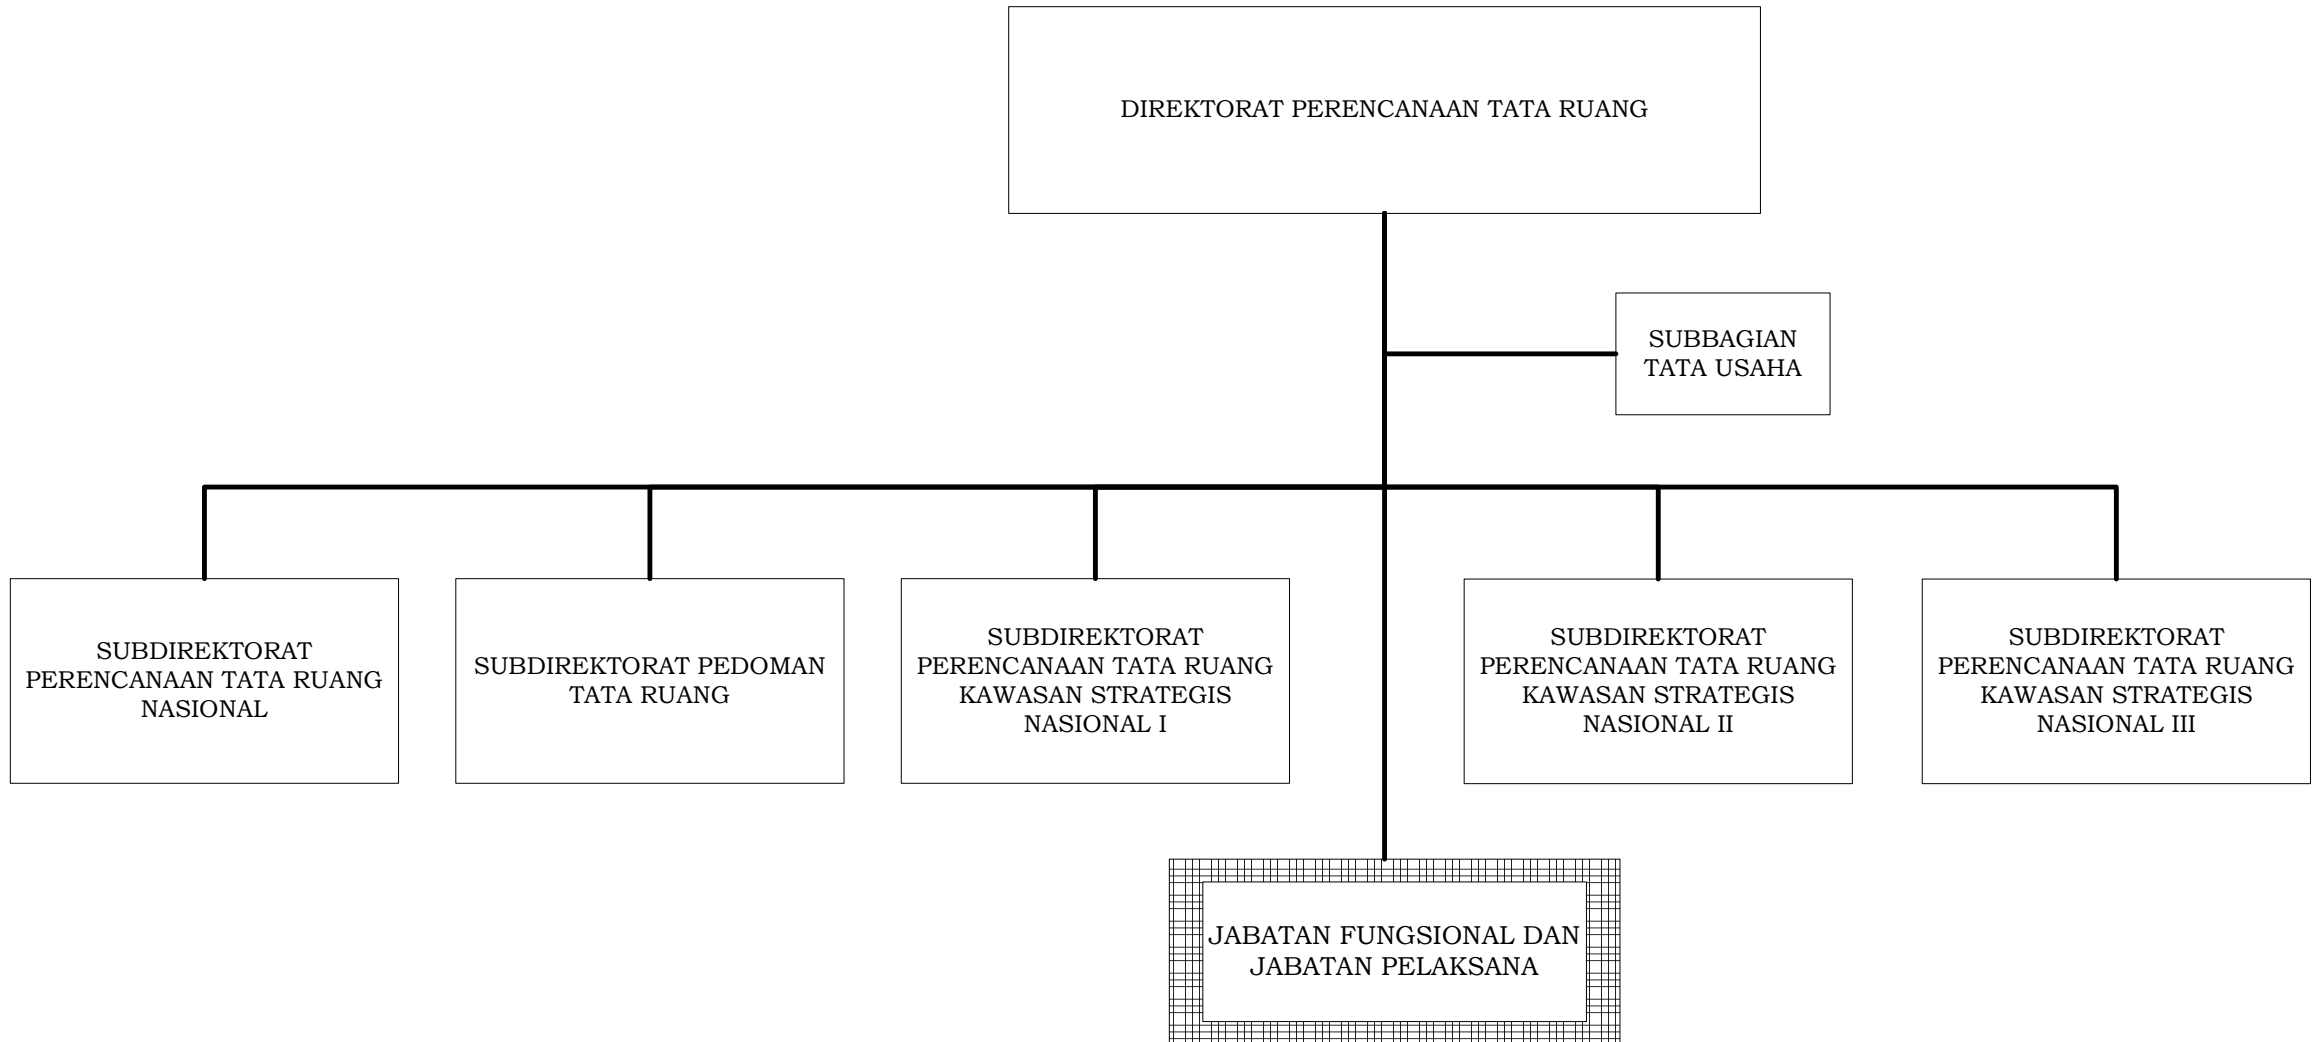 DIREKTORAT PERENCANAAN TATA RUANG
SUBBAGIAN
TATA USAHA
SUBDIREKTORAT
PERENCANAAN TATA RUANG
NASIONAL
SUBDIREKTORAT PEDOMAN
TATA RUANG
SUBDIREKTORAT
PERENCANAAN TATA RUANG
KAWASAN STRATEGIS
NASIONAL I
SUBDIREKTORAT
PERENCANAAN TATA RUANG
KAWASAN STRATEGIS
NASIONAL II
SUBDIREKTORAT
PERENCANAAN TATA RUANG
KAWASAN STRATEGIS
NASIONAL III
JABATAN FUNGSIONAL DAN
JABATAN PELAKSANA